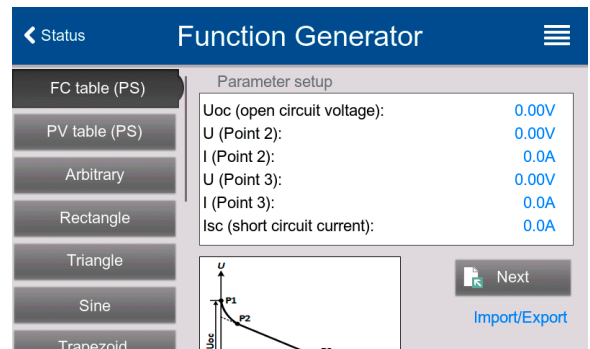 Status
Function Generator
FC table (PS)
PV table (PS)
Arbitrary
Rectangle
Triangle
Sine
Trapezoid
Parameter setup
Uoc (open circuit voltage): 0.00V
U (Point 2): 0.00V
I (Point 2): 0.0A
U (Point 3): 0.00V
I (Point 3): 0.0A
Isc (short circuit current): 0.0A
U
P1
P2
Uoc
Next
Import/Export